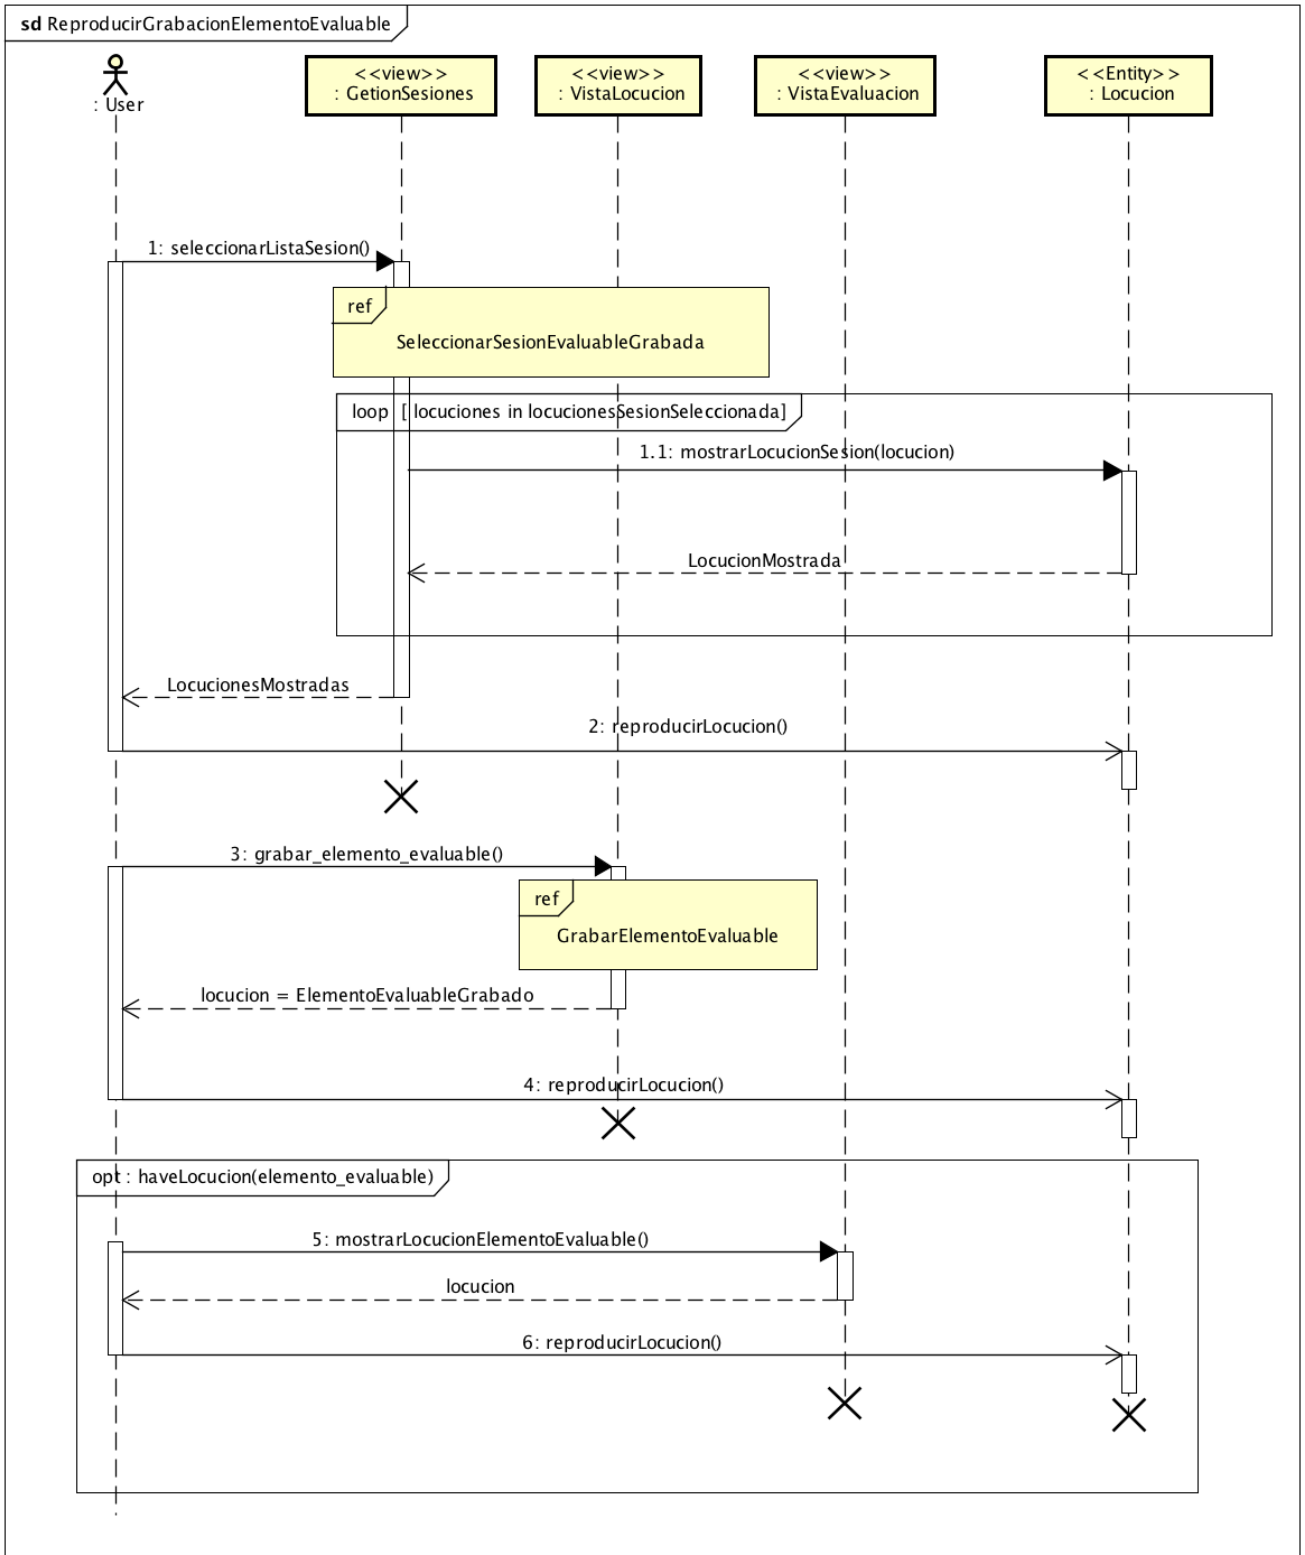 sd ReproducirGrabacionElementoEvaluable
: User
<<view>>
: GetionSesiones
<<view>>
: VistaLocucion
<<view>>
: VistaEvaluacion
<<Entity>>
: Locucion
1: seleccionarListaSesion()
ref
SeleccionarSesionEvaluableGrabada
loop [ locuciones in locucionesSesionSeleccionada]
1.1: mostrarLocucionSesion(locucion)
LocucionMostrada
LocucionesMostradas
2: reproducirLocucion()
3: grabar_elemento_evaluable()
ref
GrabarElementoEvaluable
locucion = ElementoEvaluableGrabado
4: reproducirLocucion()
opt : haveLocucion(elemento_evaluable)
5: mostrarLocucionElementoEvaluable()
locucion
6: reproducirLocucion()